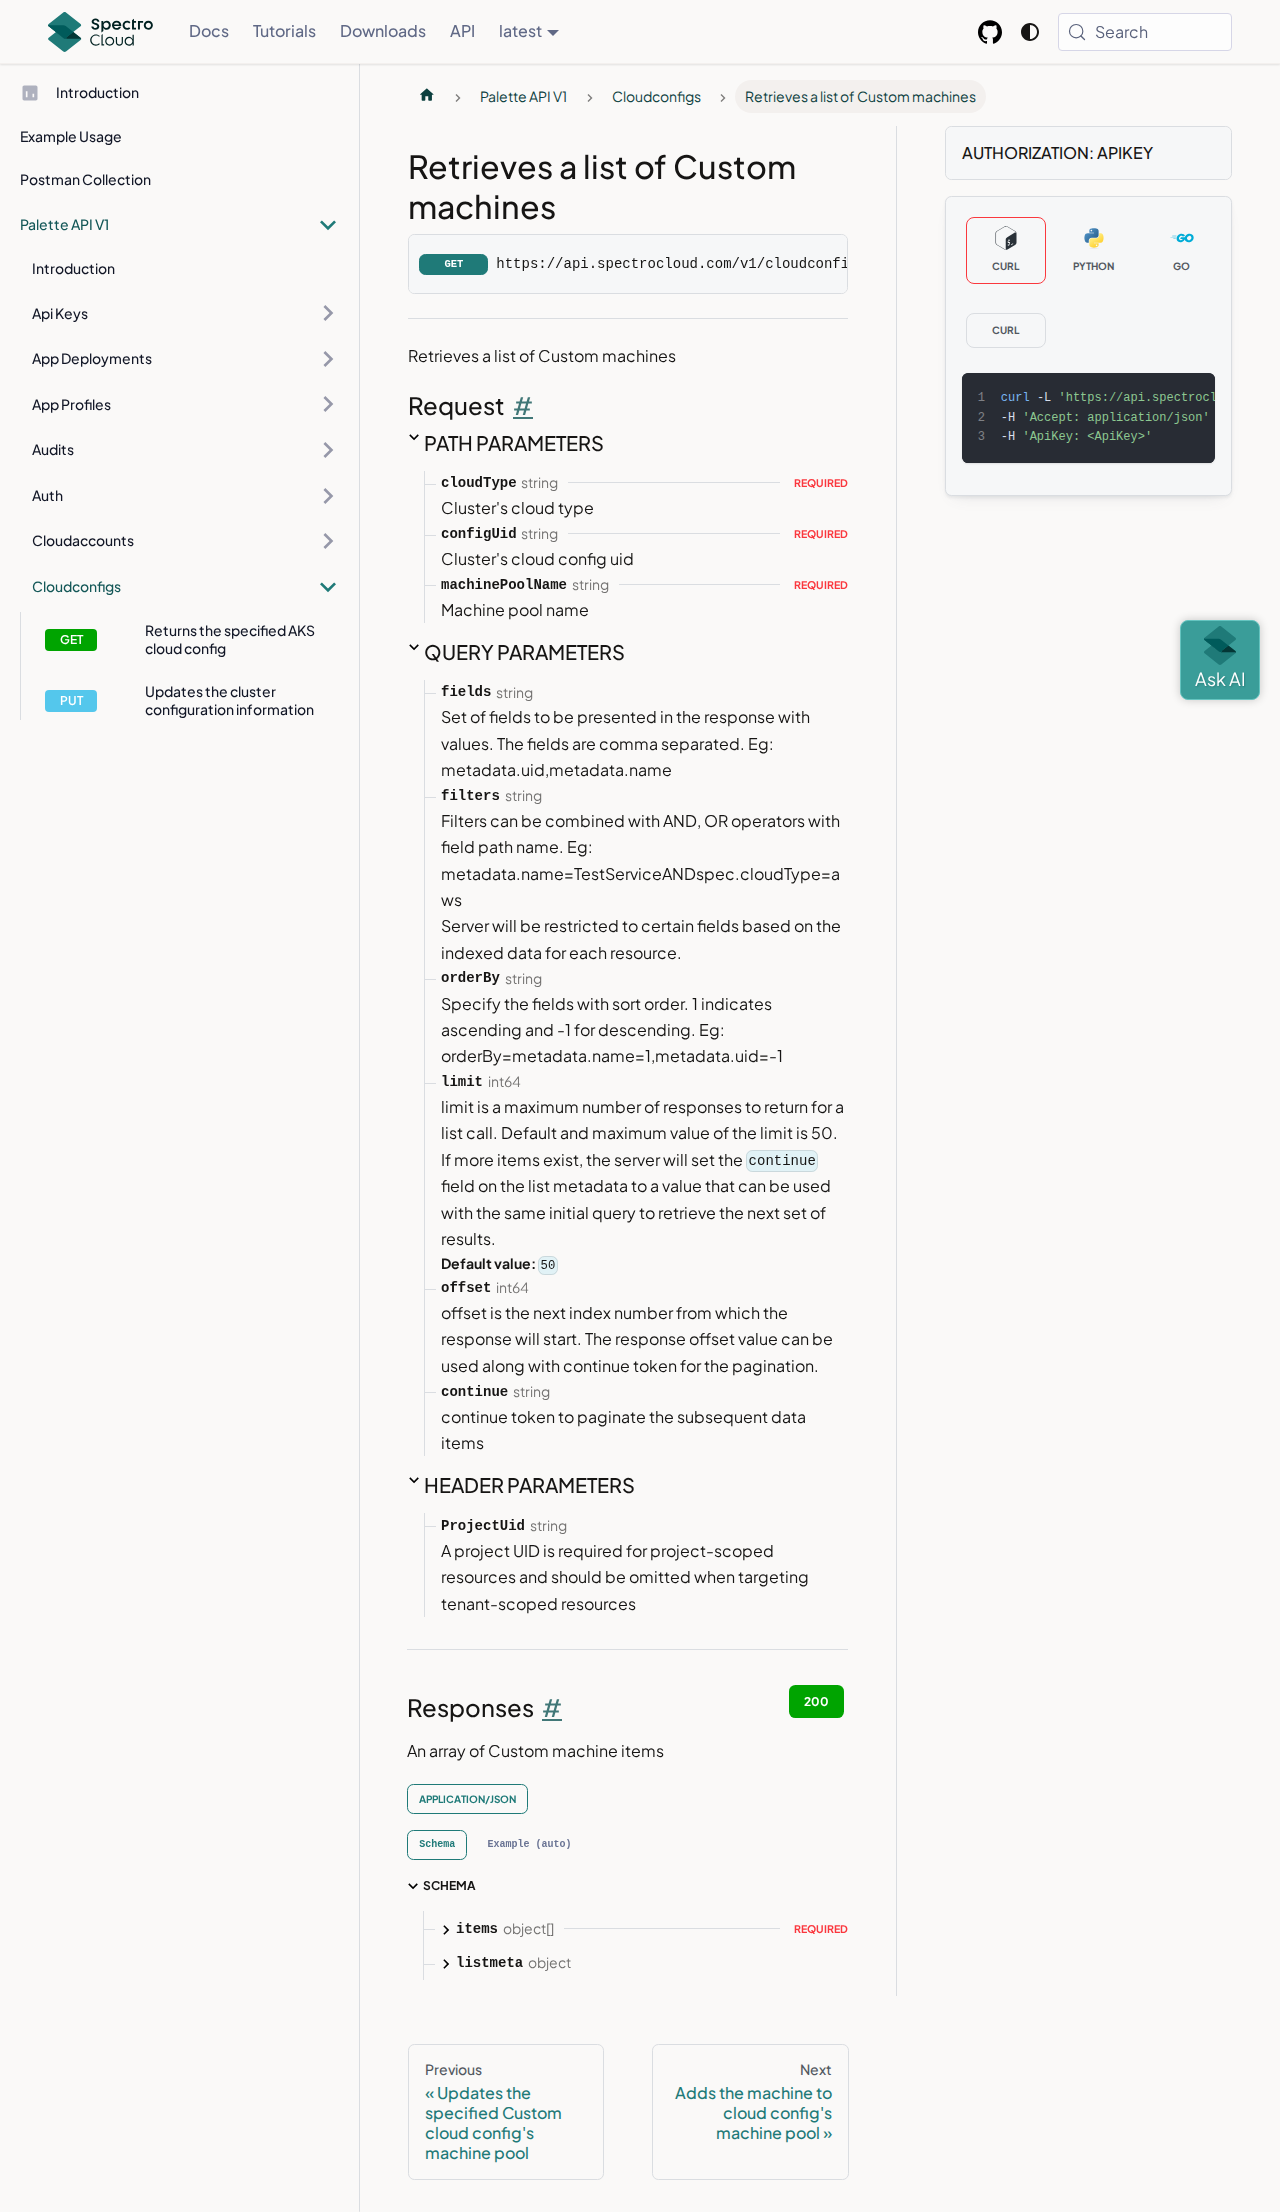 Spectro Cloud
Docs
Tutorials
Downloads
API
latest
Search
Introduction
Example Usage
Postman Collection
Palette API V1
Introduction
Api Keys
App Deployments
App Profiles
Audits
Auth
Cloudaccounts
Cloudconfigs
GET
Returns the specified AKS
cloud config
PUT
Updates the cluster
configuration information
Palette API V1
Cloudconfigs
Retrieves a list of Custom machines
Retrieves a list of Custom
machines
GET
https://api.spectrocloud.com/v1/cloudconfi
Retrieves a list of Custom machines
Request #
PATH PARAMETERS
cloudType string REQUIRED
Cluster's cloud type
configUid string REQUIRED
Cluster's cloud config uid
machinePoolName string REQUIRED
Machine pool name
QUERY PARAMETERS
fields string
Set of fields to be presented in the response with
values. The fields are comma separated. Eg:
metadata.uid,metadata.name
filters string
Filters can be combined with AND, OR operators with
field path name. Eg:
metadata.name=TestServiceANDspec.cloudType=a
ws
Server will be restricted to certain fields based on the
indexed data for each resource.
orderBy string
Specify the fields with sort order. 1 indicates
ascending and -1 for descending. Eg:
orderBy=metadata.name=1,metadata.uid=-1
limit int64
limit is a maximum number of responses to return for a
list call. Default and maximum value of the limit is 50.
If more items exist, the server will set the continue
field on the list metadata to a value that can be used
with the same initial query to retrieve the next set of
results.
Default value: 50
offset int64
offset is the next index number from which the
response will start. The response offset value can be
used along with continue token for the pagination.
continue string
continue token to paginate the subsequent data
items
HEADER PARAMETERS
ProjectUid string
A project UID is required for project-scoped
resources and should be omitted when targeting
tenant-scoped resources
Responses #
200
An array of Custom machine items
APPLICATION/JSON
Schema
Example (auto)
SCHEMA
items object[] REQUIRED
listmeta object
Previous
« Updates the
specified Custom
cloud config's
machine pool
Next
Adds the machine to
cloud config's
machine pool »
AUTHORIZATION: APIKEY
CURL
PYTHON
GO
CURL
1 curl -L 'https://api.spectrocl
2 -H 'Accept: application/json'
3 -H 'ApiKey: <ApiKey>'
Ask AI